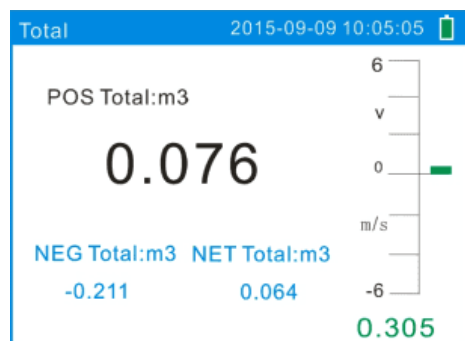 Total 2015-09-09 10:05:05
6
POS Total:m3
v
0.076
0
m/s
NEG Total:m3 NET Total:m3
-0.211 0.064
-6
0.305